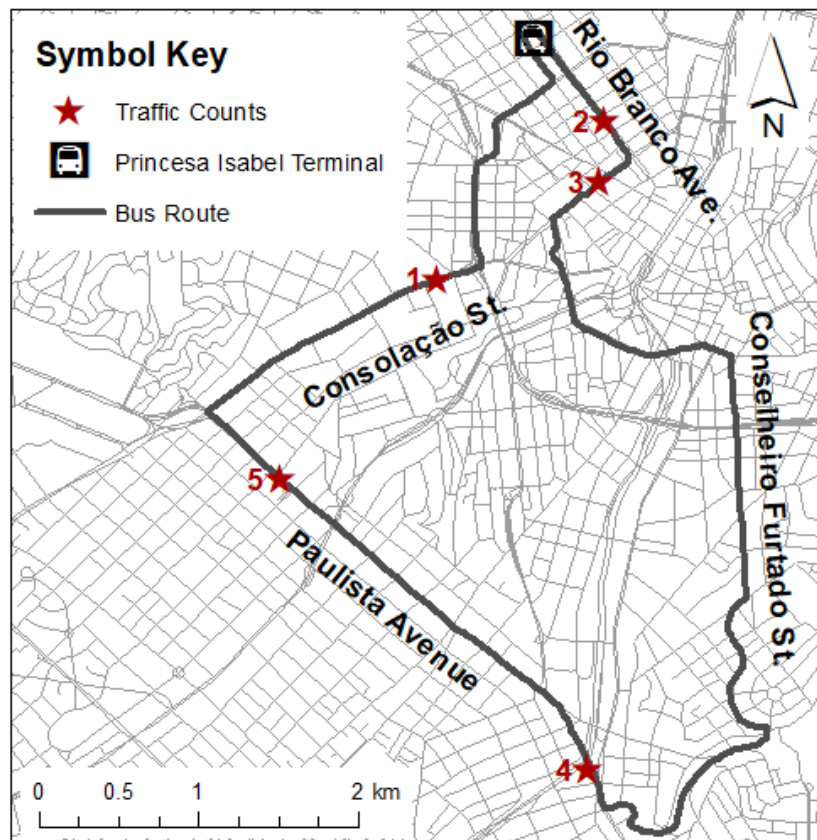 Symbol Key
Traffic Counts
Princesa Isabel Terminal
Bus Route
Rio Branco Ave.
N
2
3
1
Consolação St.
Conselheiro Furtado St.
5
Paulista Avenue
4
0 0.5 1 2 km